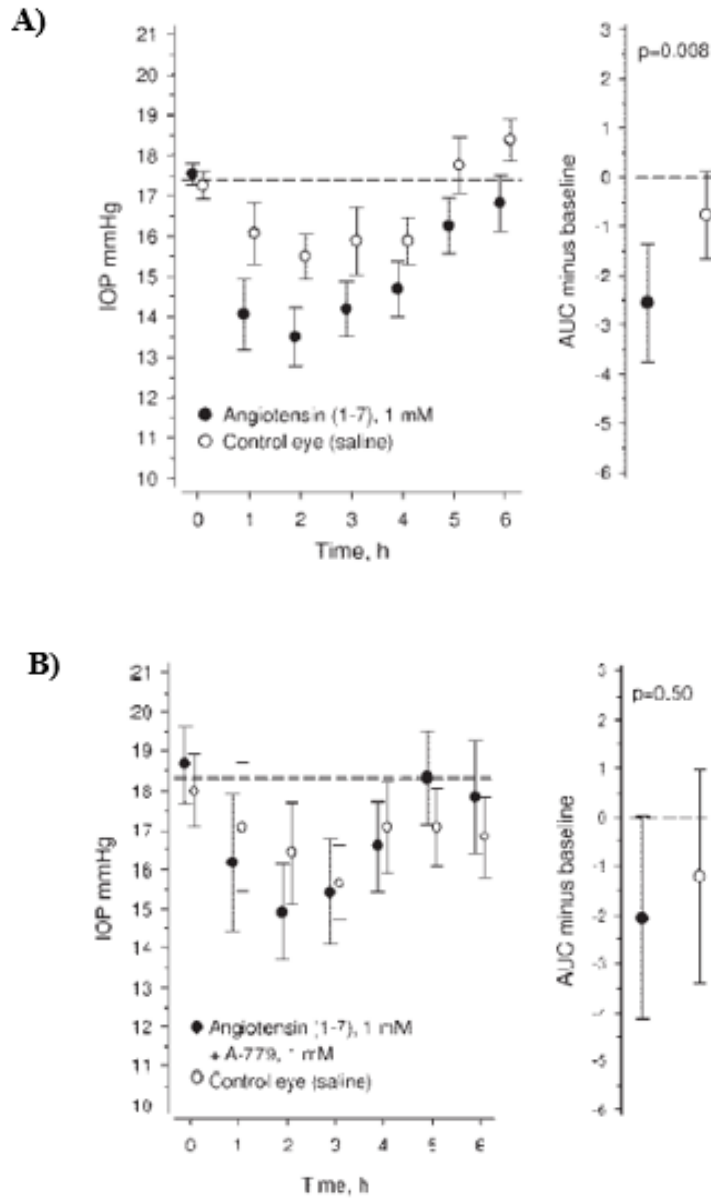 A)
21
20
19
18
17
16
15
14
13
12
11
10
IOP mmHg
Angiotensin (1-7), 1 mM
Control eye (saline)
0 1 2 3 4 5 6
Time, h
3
2
1
0
-1
-2
-3
-4
-5
-6
AUC minus baseline
p=0.008
B)
21
20
19
18
17
16
15
14
13
12
11
10
IOP mmHg
Angiotensin (1-7), 1 mM
+ A-779, 1 mM
Control eye (saline)
0 1 2 3 4 5 6
Time, h
3
2
1
0
-1
-2
-3
-4
-5
-6
AUC minus baseline
p=0.50